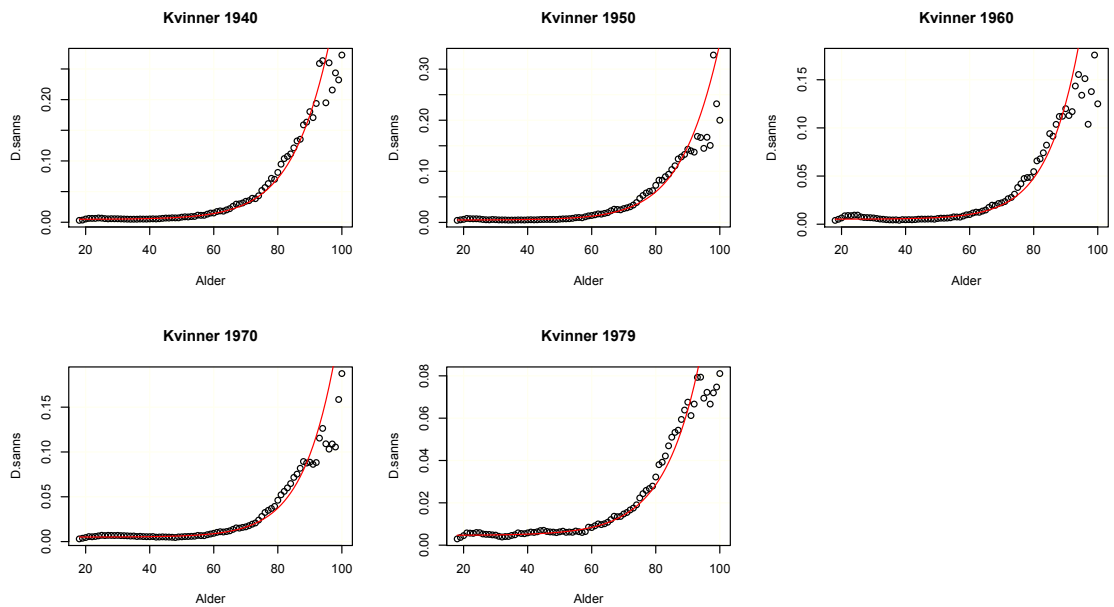 Kvinner 1940
D.sanns
0.00 0.10 0.20
20 40 60 80 100
Alder
Kvinner 1950
D.sanns
0.00 0.10 0.20 0.30
20 40 60 80 100
Alder
Kvinner 1960
D.sanns
0.00 0.05 0.10 0.15
20 40 60 80 100
Alder
Kvinner 1970
D.sanns
0.00 0.05 0.10 0.15
20 40 60 80 100
Alder
Kvinner 1979
D.sanns
0.00 0.02 0.04 0.06 0.08
20 40 60 80 100
Alder